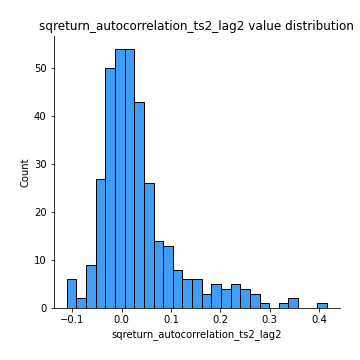 sqreturn_autocorrelation_ts2_lag2 value distribution
50
40
30
20
10
0
Count
−0.1 0.0 0.1 0.2 0.3 0.4
sqreturn_autocorrelation_ts2_lag2